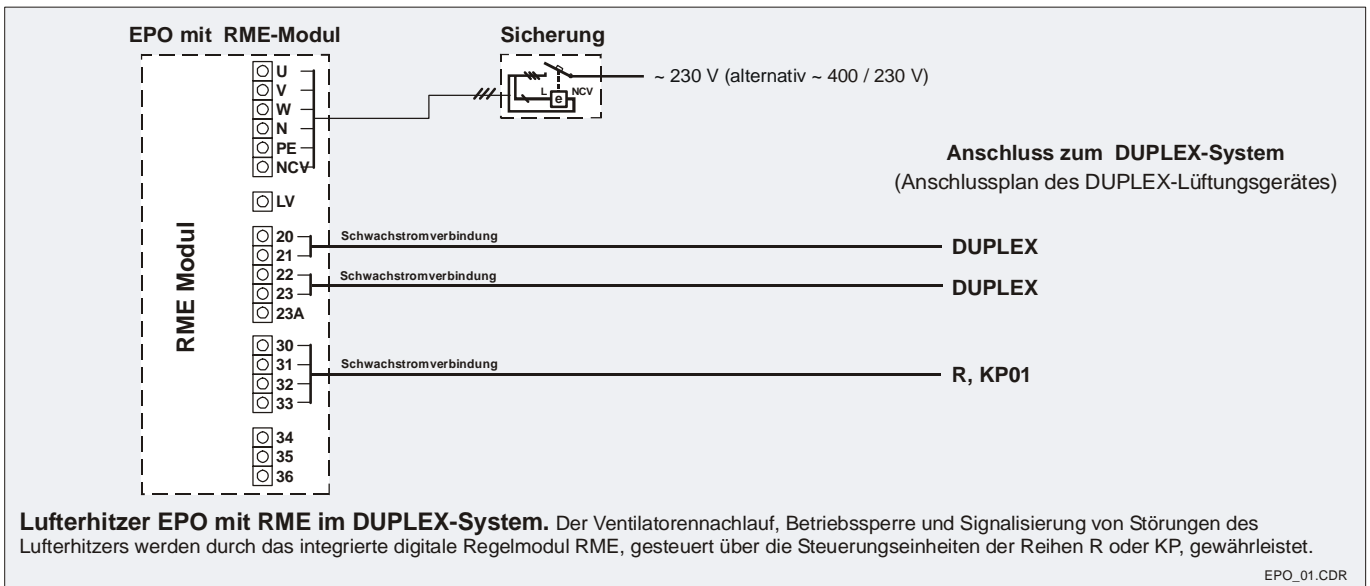 EPO mit RME-Modul
Sicherung
U
V
W
N
PE
NCV
L
NCV
e
~ 230 V (alternativ ~ 400 / 230 V)
Anschluss zum DUPLEX-System
(Anschlussplan des DUPLEX-Lüftungsgerätes)
LV
RME Modul
20
21
Schwachstromverbindung
DUPLEX
22
23
Schwachstromverbindung
DUPLEX
23A
30
31
32
33
Schwachstromverbindung
R, KP01
34
35
36
Lufterhitzer EPO mit RME im DUPLEX-System. Der Ventilatorennachlauf, Betriebssperre und Signalisierung von Störungen des
Lufterhitzers werden durch das integrierte digitale Regelmodul RME, gesteuert über die Steuerungseinheiten der Reihen R oder KP, gewährleistet.
EPO_01.CDR